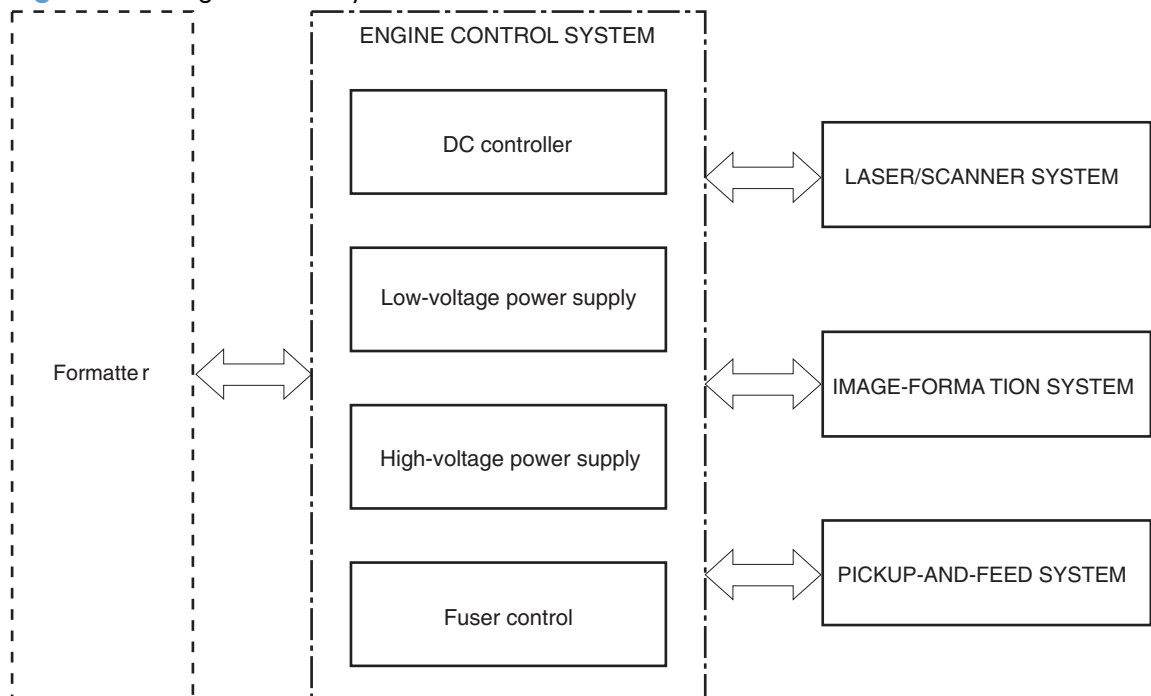 ENGINE CONTROL SYSTEM
DC controller
LASER/SCANNER SYSTEM
Low-voltage power supply
Formatte r
IMAGE-FORMA TION SYSTEM
High-voltage power supply
PICKUP-AND-FEED SYSTEM
Fuser control